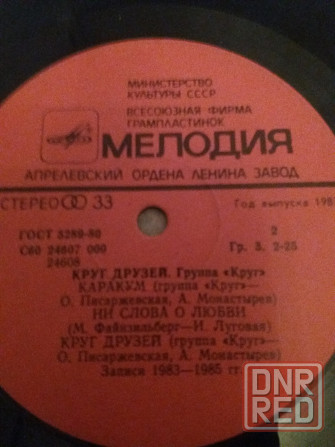 МИНИСТЕРСТВО
КУЛЬТУРЫ СССР
ВСЕСОЮЗНАЯ ФИРМА
ГРАМПЛАСТИНОК
МЕЛОДИЯ
АПРЕЛЕВСКИЙ ОРДЕНА ЛЕНИНА ЗАВОД
СТЕРЕО 33
Год выпуска 198
ГОСТ 5289-80
2
С60 24607 000
Гр. 3. 2-25
24608
КРУГ ДРУЗЕЙ. Группа «Круг»
КАРАКУМ (группа «Круг»—
О. Писаржевская, А. Монастырев)
НИ СЛОВА О ЛЮБВИ
(М. Файнзильберг—И. Луговая)
КРУГ ДРУЗЕЙ (группа «Круг»—
О. Писаржевская, А. Монастырев)
Записи 1983—1985 гг.
DNR
RED